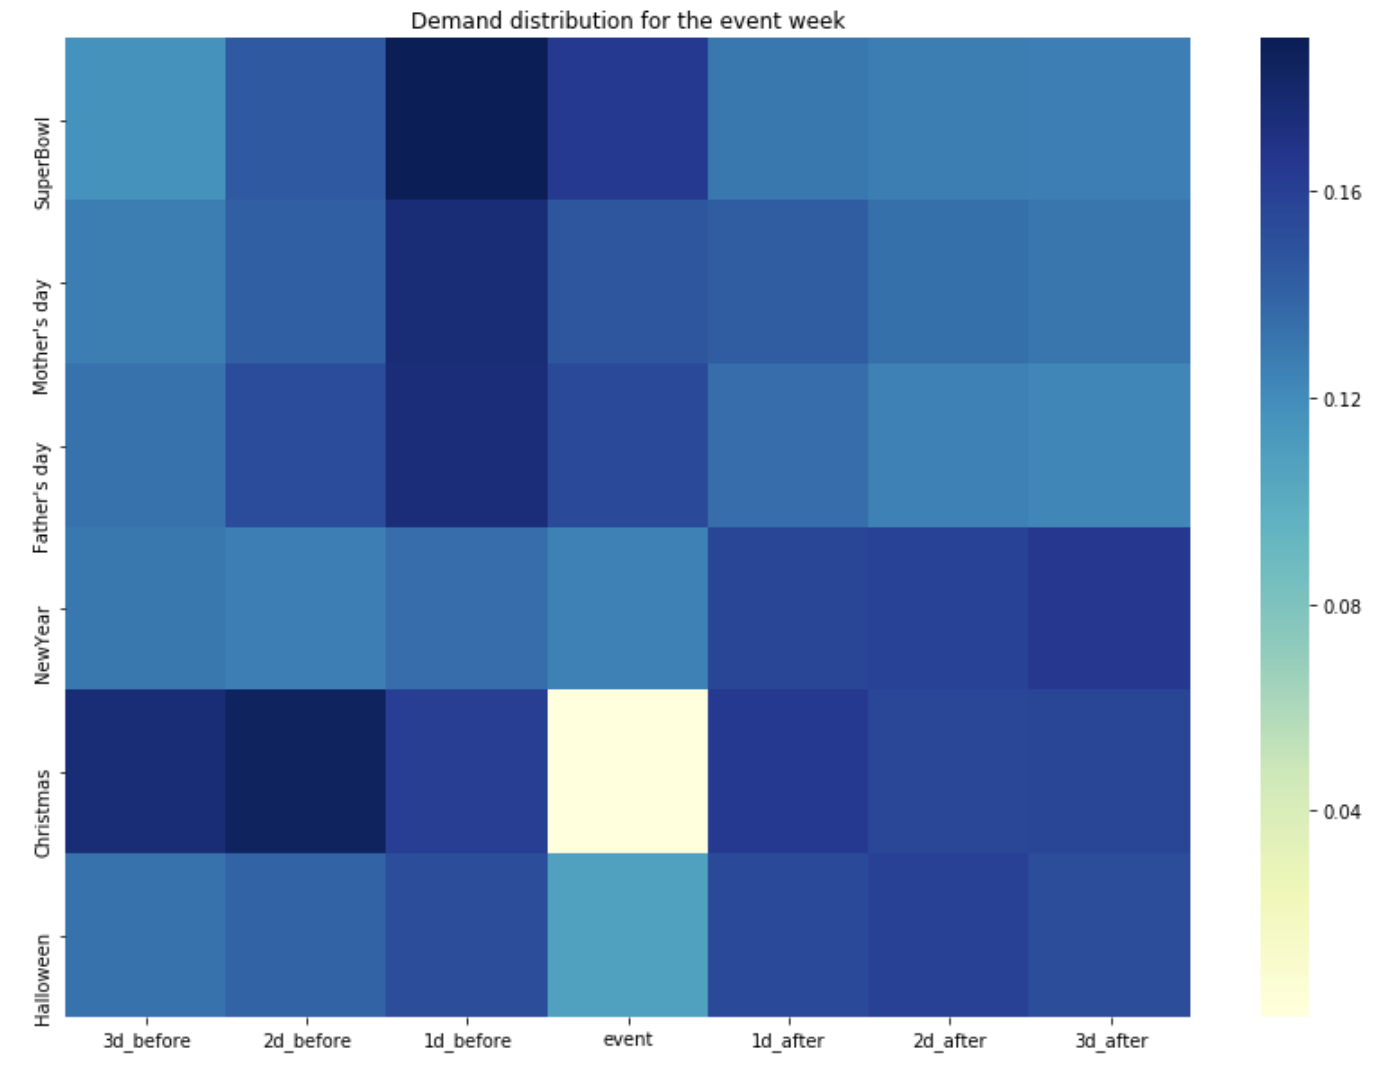 Demand distribution for the event week
SuperBowl
Mother's day
Father's day
NewYear
Christmas
Halloween
3d_before
2d_before
1d_before
event
1d_after
2d_after
3d_after
0.16
0.12
0.08
0.04